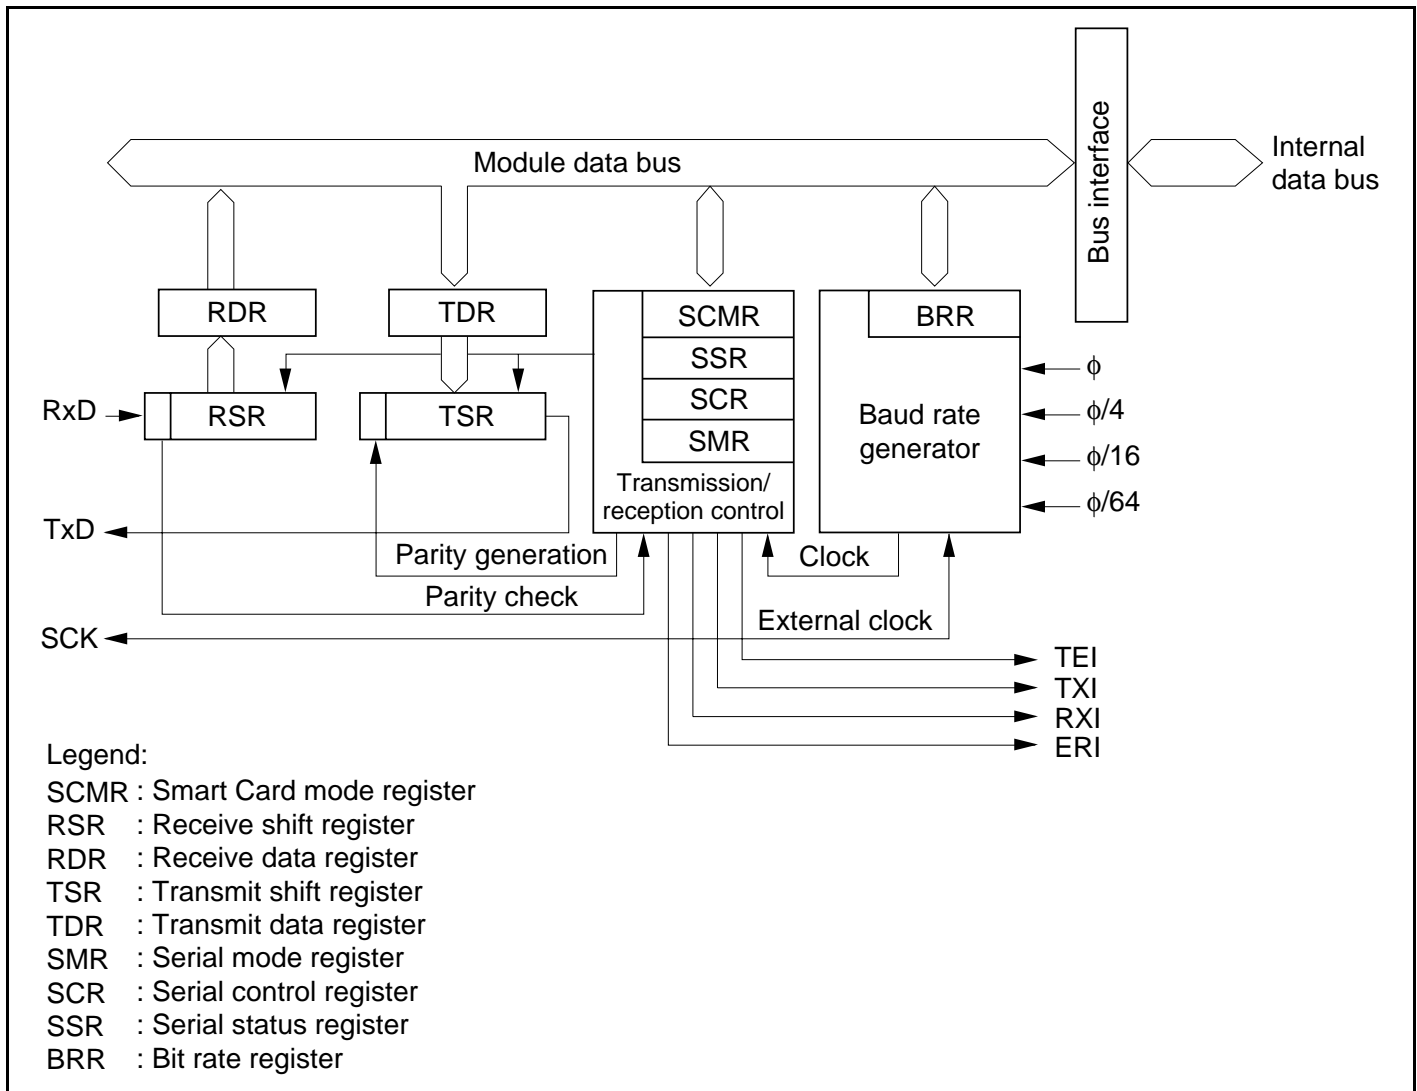 Module data bus
Bus interface
Internal
data bus
RDR
TDR
SCMR
SSR
SCR
SMR
Transmission/
reception control
BRR
Baud rate
generator
ϕ
ϕ/4
ϕ/16
ϕ/64
RxD
RSR
TSR
TxD
Parity generation
Clock
Parity check
External clock
SCK
TEI
TXI
RXI
ERI
Legend:
SCMR : Smart Card mode register
RSR : Receive shift register
RDR : Receive data register
TSR : Transmit shift register
TDR : Transmit data register
SMR : Serial mode register
SCR : Serial control register
SSR : Serial status register
BRR : Bit rate register